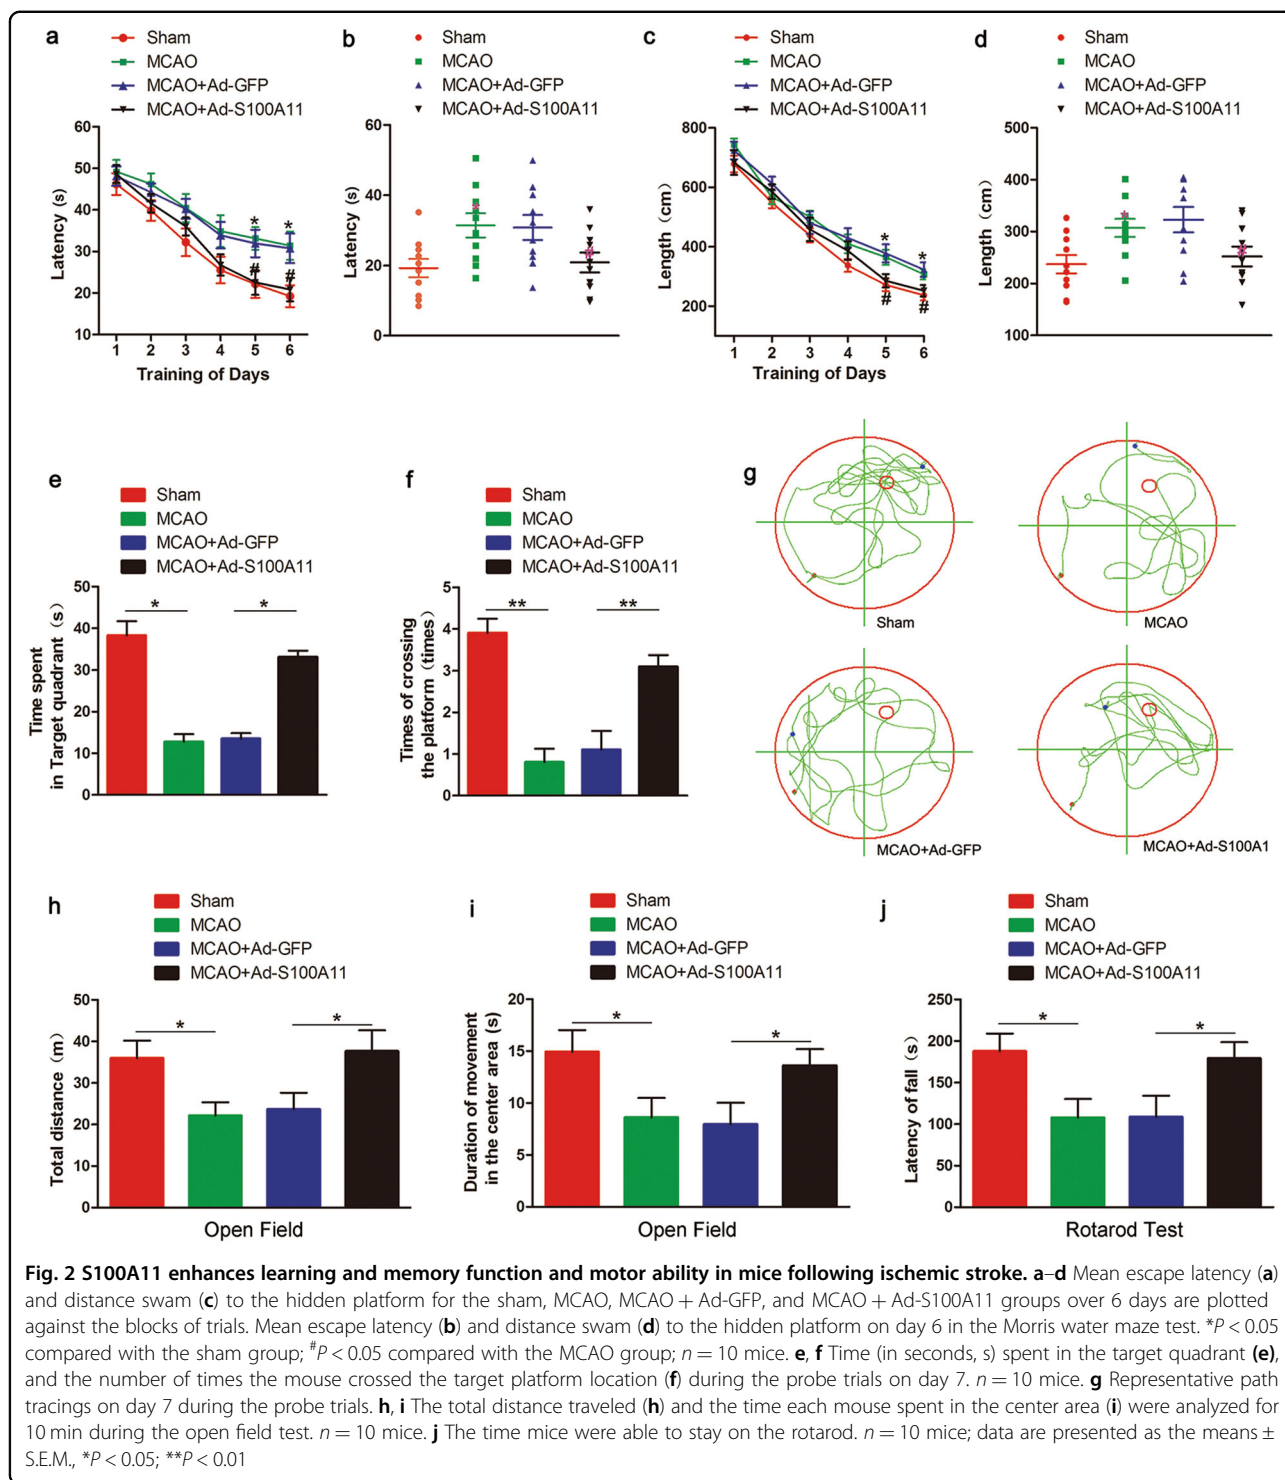 a
Sham
MCAO
MCAO+Ad-GFP
MCAO+Ad-S100A11
Latency (s)
60
50
40
30
20
10
* *
# #
1 2 3 4 5 6
Training of Days
b
Sham
MCAO
MCAO+Ad-GFP
MCAO+Ad-S100A11
Latency (s)
60
40
20
0
*
#
c
Sham
MCAO
MCAO+Ad-GFP
MCAO+Ad-S100A11
Length (cm)
800
600
400
200
* *
# #
1 2 3 4 5 6
Training of Days
d
Sham
MCAO
MCAO+Ad-GFP
MCAO+Ad-S100A11
Length (cm)
500
400
300
200
100
*
#
e
Sham
MCAO
MCAO+Ad-GFP
MCAO+Ad-S100A11
Time spent
in Target quadrant (s)
50
40
30
20
10
0
* *
f
Sham
MCAO
MCAO+Ad-GFP
MCAO+Ad-S100A11
Times of crossing
the platform (times)
5
4
3
2
1
0
** **
g
Sham
MCAO
MCAO+Ad-GFP
MCAO+Ad-S100A1
h
Sham
MCAO
MCAO+Ad-GFP
MCAO+Ad-S100A11
Total distance (m)
50
40
30
20
10
0
* *
Open Field
i
Sham
MCAO
MCAO+Ad-GFP
MCAO+Ad-S100A11
Duration of movement
in the center area (s)
20
15
10
5
0
* *
Open Field
j
Sham
MCAO
MCAO+Ad-GFP
MCAO+Ad-S100A11
Latency of fall (s)
250
200
150
100
50
0
* *
Rotarod Test
Fig. 2 S100A11 enhances learning and memory function and motor ability in mice following ischemic stroke. a–d Mean escape latency (a)
and distance swam (c) to the hidden platform for the sham, MCAO, MCAO + Ad-GFP, and MCAO + Ad-S100A11 groups over 6 days are plotted
against the blocks of trials. Mean escape latency (b) and distance swam (d) to the hidden platform on day 6 in the Morris water maze test. *P < 0.05
compared with the sham group; #P < 0.05 compared with the MCAO group; n = 10 mice. e, f Time (in seconds, s) spent in the target quadrant (e),
and the number of times the mouse crossed the target platform location (f) during the probe trials on day 7. n = 10 mice. g Representative path
tracings on day 7 during the probe trials. h, i The total distance traveled (h) and the time each mouse spent in the center area (i) were analyzed for
10 min during the open field test. n = 10 mice. j The time mice were able to stay on the rotarod. n = 10 mice; data are presented as the means ±
S.E.M., *P < 0.05; **P < 0.01